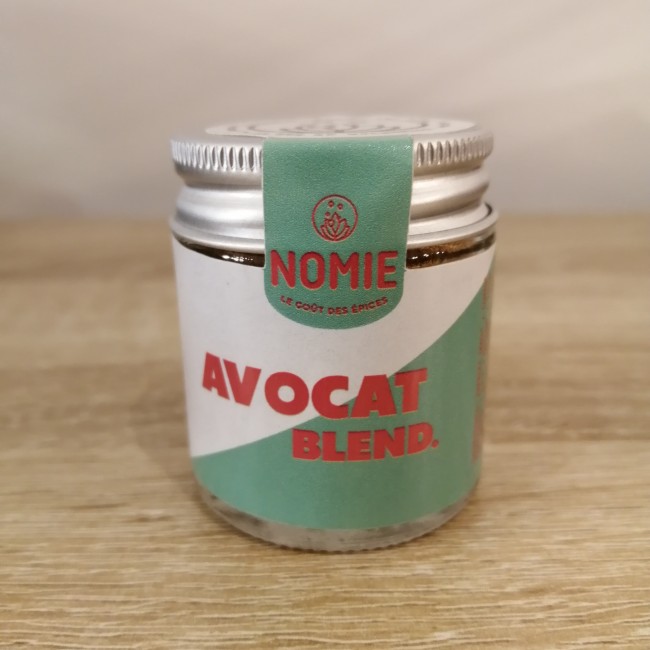 NOMIE
LE GOÛT DES ÉPICES
AVOCAT
BLEND.